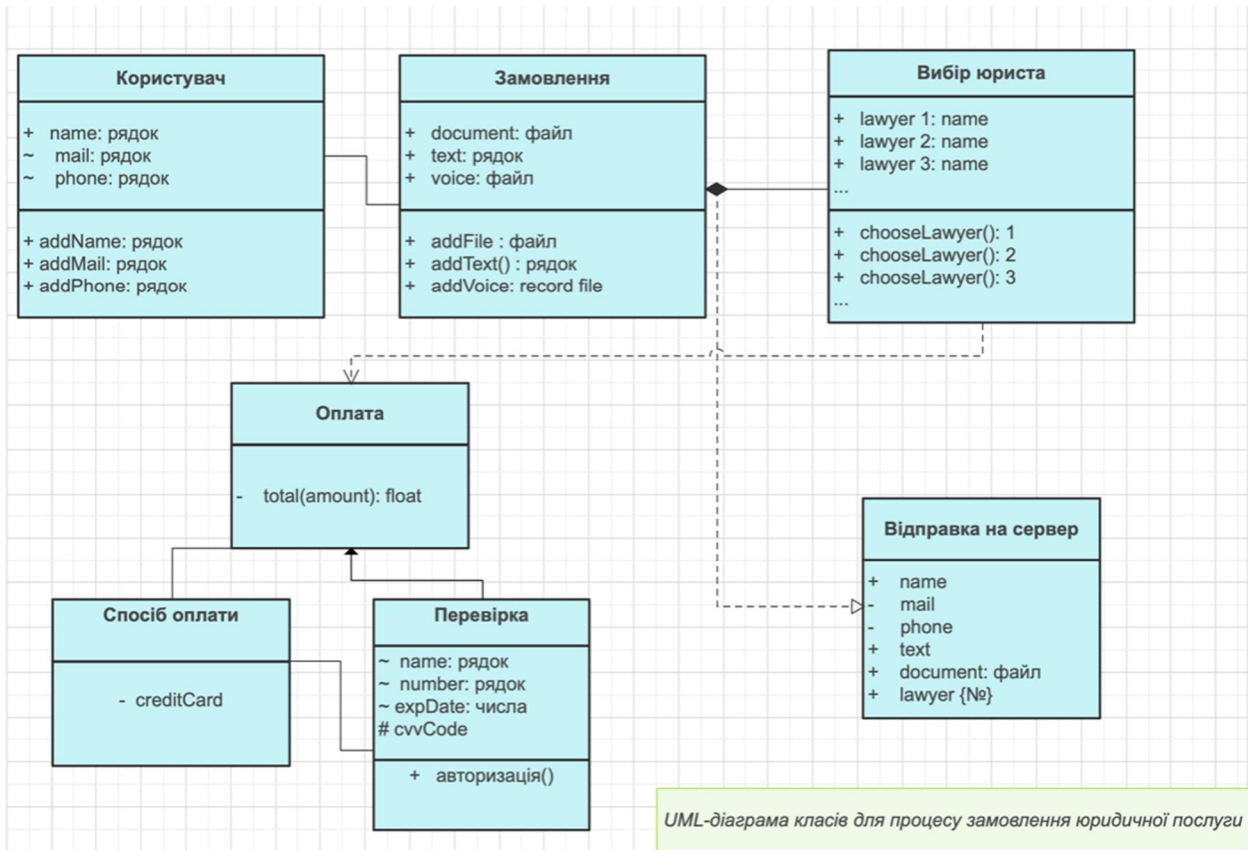 Користувач
+ name: рядок
~ mail: рядок
~ phone: рядок
+ addName: рядок
+ addMail: рядок
+ addPhone: рядок
Замовлення
+ document: файл
+ text: рядок
+ voice: файл
+ addFile : файл
+ addText() : рядок
+ addVoice: record file
Вибір юриста
+ lawyer 1: name
+ lawyer 2: name
+ lawyer 3: name
...
+ chooseLawyer(): 1
+ chooseLawyer(): 2
+ chooseLawyer(): 3
...
Оплата
- total(amount): float
Спосіб оплати
- creditCard
Перевірка
~ name: рядок
~ number: рядок
~ expDate: числа
# cvvCode
+ авторизація()
Відправка на сервер
+ name
- mail
- phone
+ text
+ document: файл
+ lawyer {№}
UML-діаграма класів для процесу замовлення юридичної послуги